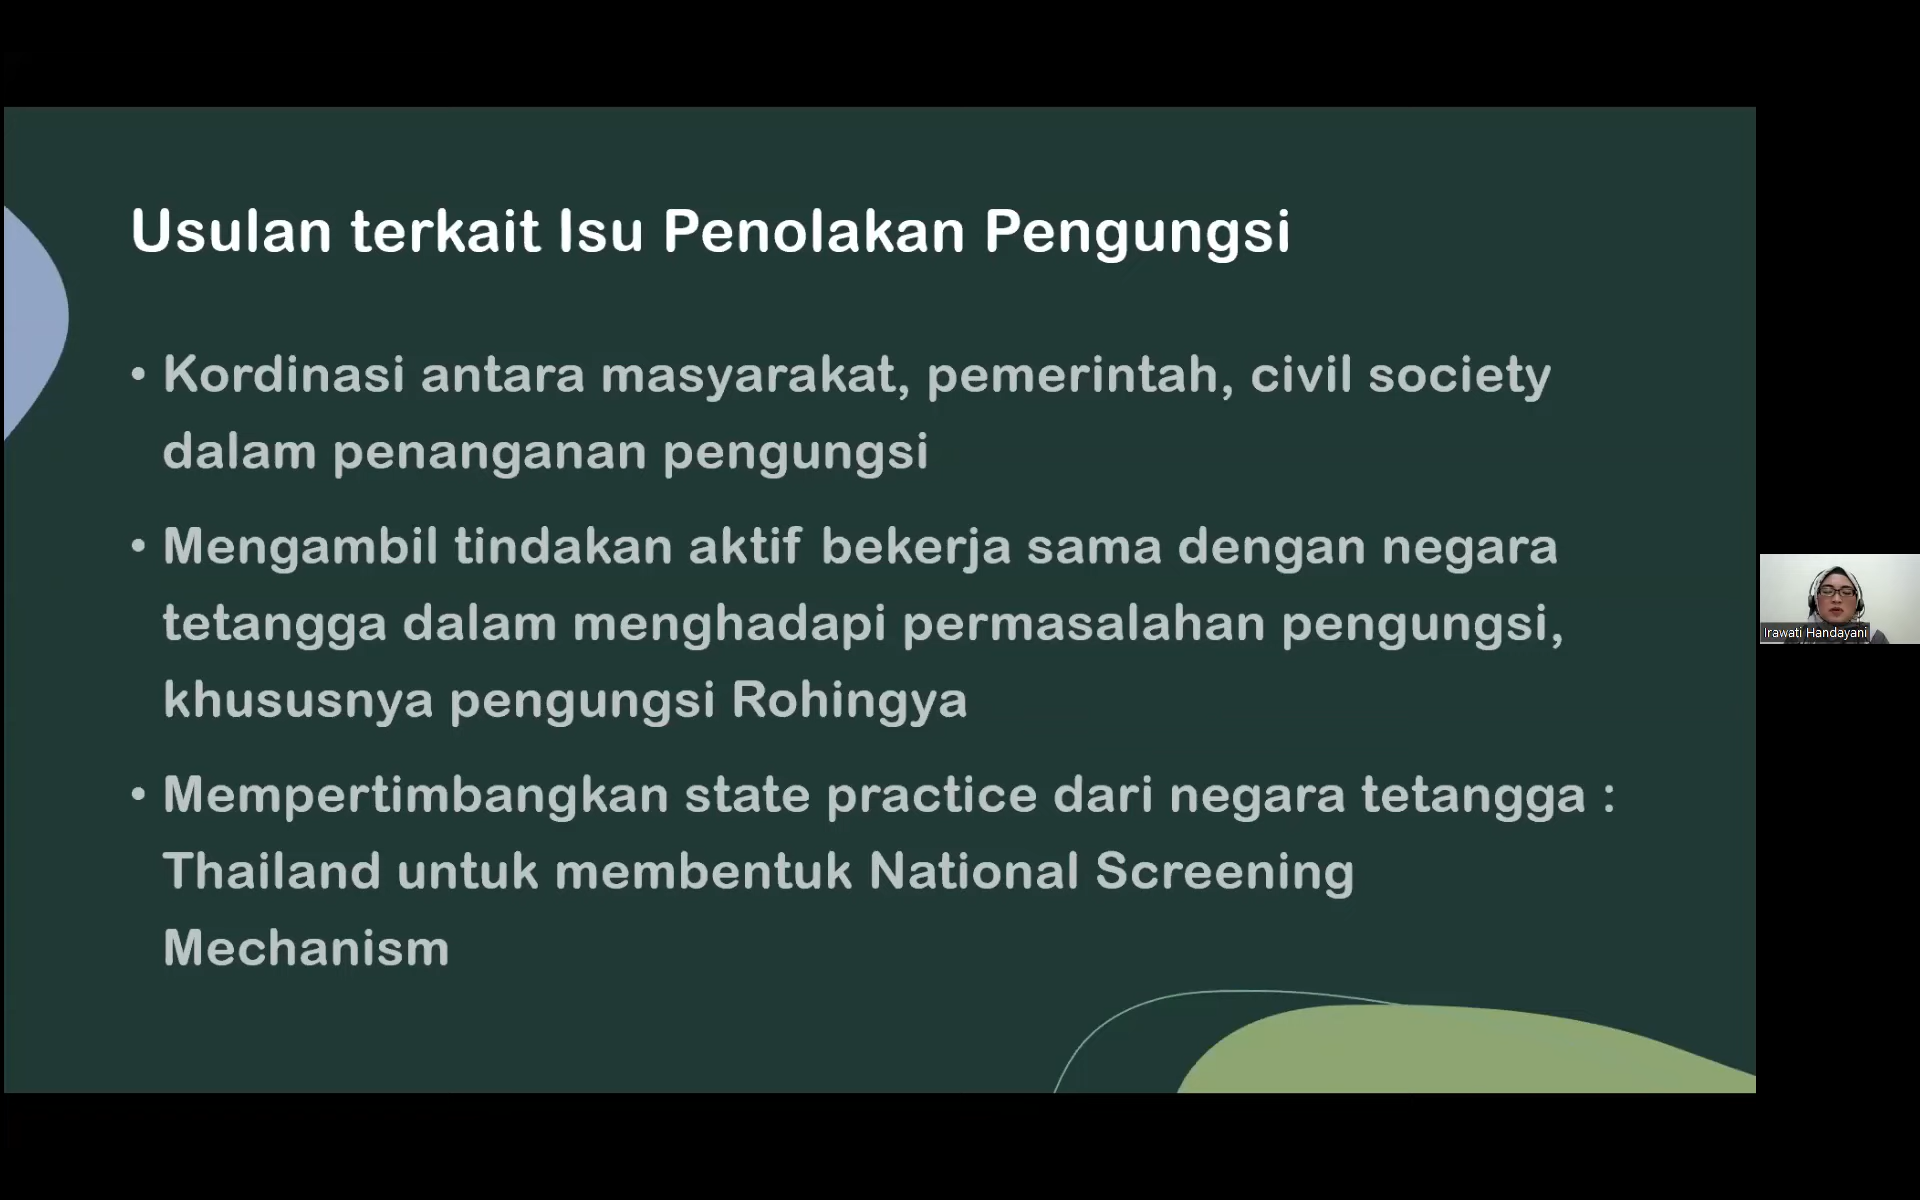 Usulan terkait Isu Penolakan Pengungsi
• Kordinasi antara masyarakat, pemerintah, civil society
dalam penanganan pengungsi
• Mengambil tindakan aktif bekerja sama dengan negara
tetangga dalam menghadapi permasalahan pengungsi,
khususnya pengungsi Rohingya
• Mempertimbangkan state practice dari negara tetangga :
Thailand untuk membentuk National Screening
Mechanism
Irawati Handayani